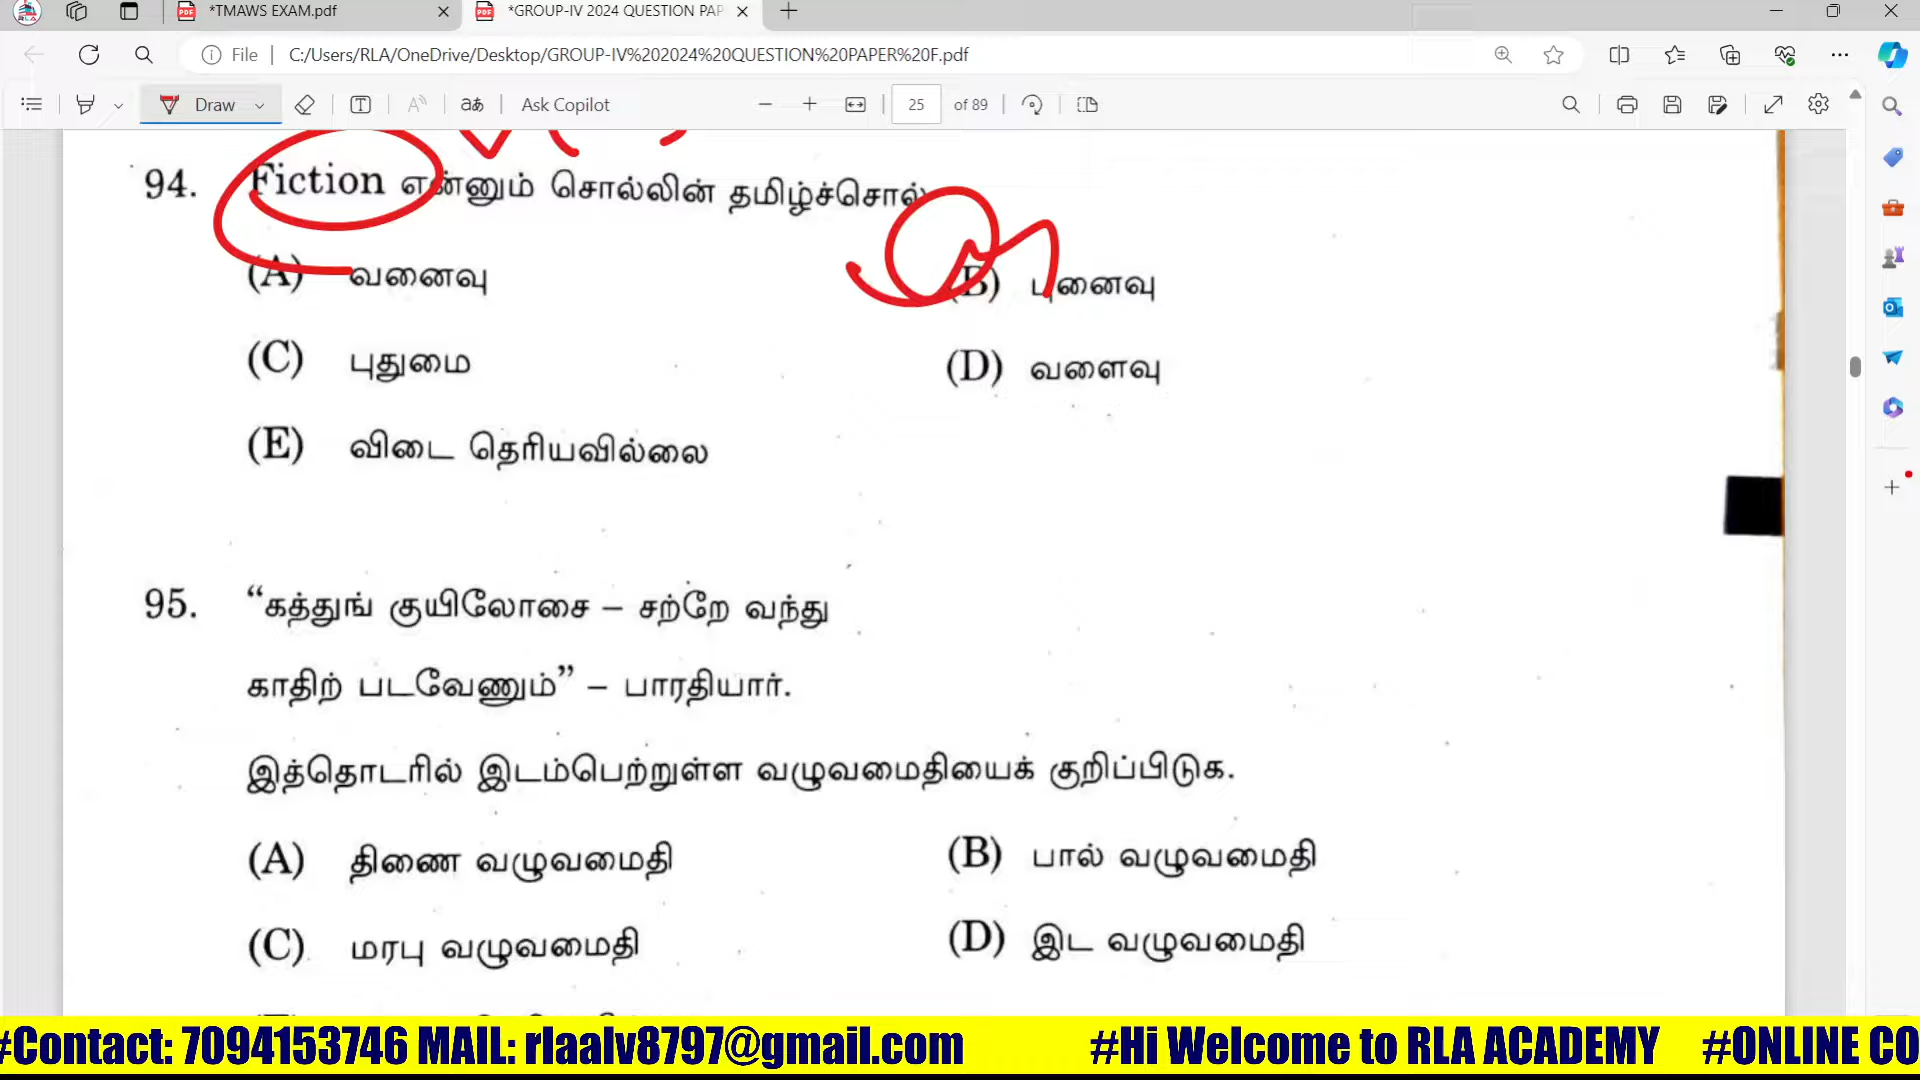 *TMAWS EXAM.pdf
*GROUP-IV 2024 QUESTION PAP
File
C:/Users/RLA/OneDrive/Desktop/GROUP-IV%202024%20QUESTION%20PAPER%20F.pdf
Draw
Ask Copilot
25 of 89
94. Fiction என்னும் சொல்லின் தமிழ்ச்சொல்
(A) வனைவு
(B) புனைவு
(C) புதுமை
(D) வளைவு
(E) விடை தெரியவில்லை
95. “கத்துங் குயிலோசை – சற்றே வந்து
காதிற் படவேணும்” – பாரதியார்.
இத்தொடரில் இடம்பெற்றுள்ள வழுவமைதியைக் குறிப்பிடுக.
(A) திணை வழுவமைதி
(B) பால் வழுவமைதி
(C) மரபு வழுவமைதி
(D) இட வழுவமைதி
#Contact: 7094153746 MAIL: rlaalv8797@gmail.com #Hi Welcome to RLA ACADEMY #ONLINE CO